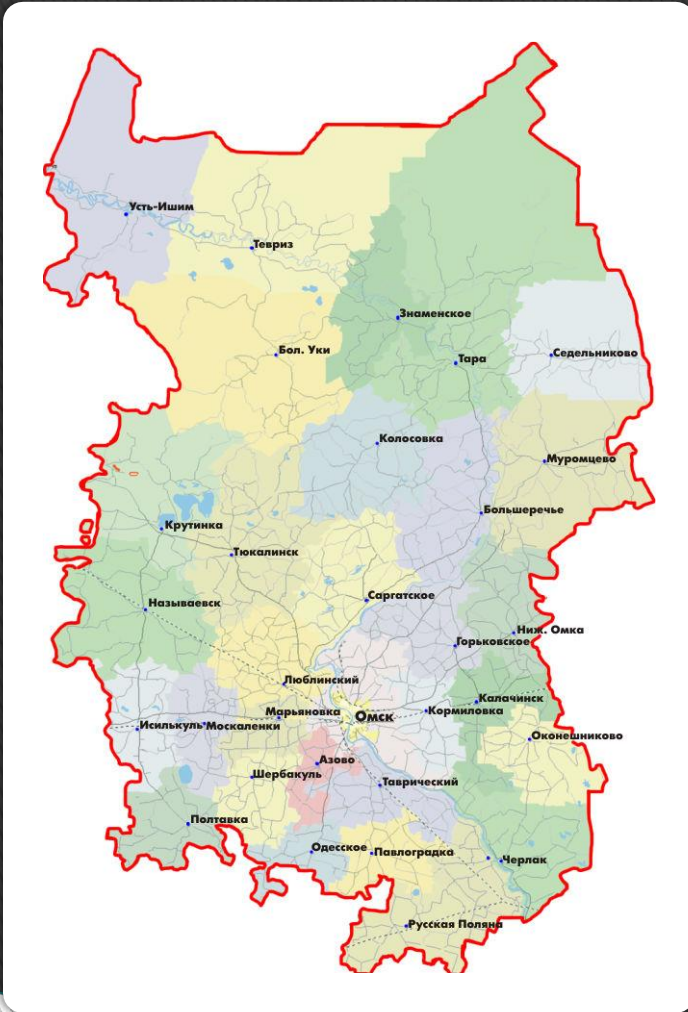 Усть-Ишим
Тевриз
Знаменское
Бол. Уки
Седельниково
Тара
Колосовка
Муромцево
Большеречье
Крутинка
Тюкалинск
Саргатское
Называевск
Ниж. Омка
Горьковское
Люблинский
Калачинск
Марьяновка
Омск
Кормиловка
Исилькуль
Москаленки
Оконешниково
Азово
Шербакуль
Таврический
Полтавка
Одесское
Павлоградка
Черлак
Русская Поляна